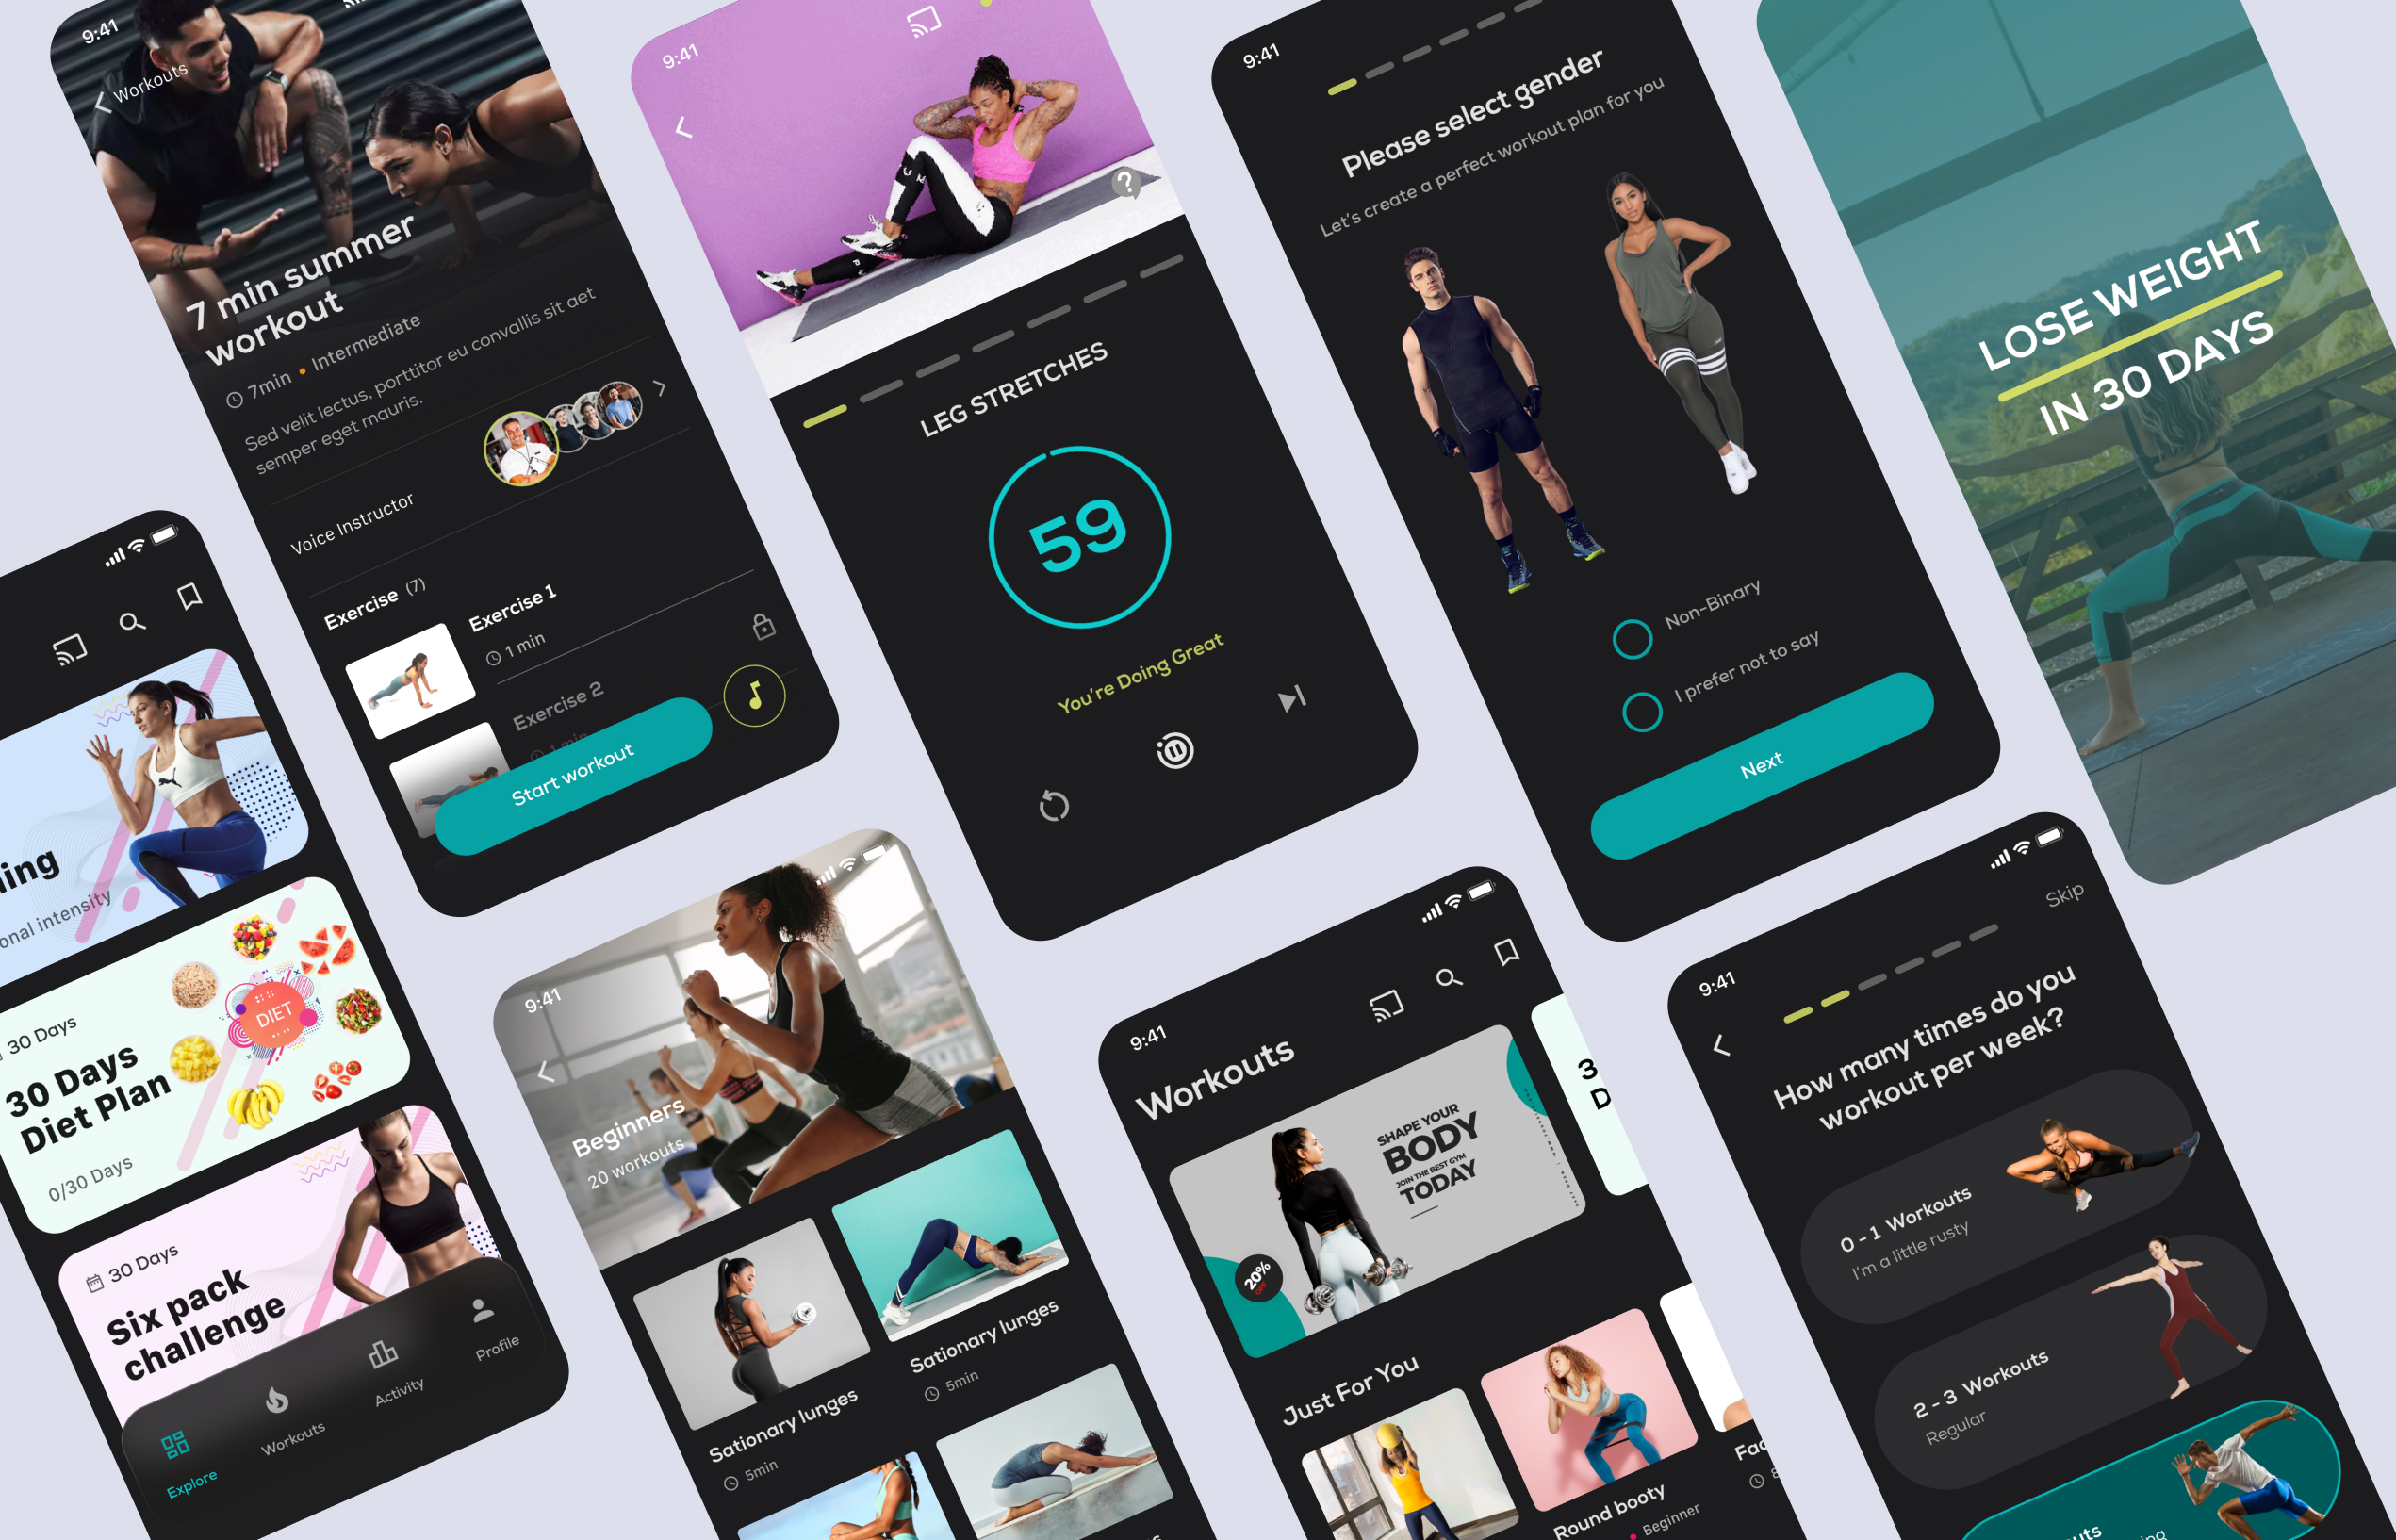 9:41
Workouts
7 min summer
workout
7min • Intermediate
Sed velit lectus, porttitor eu convallis sit aet
semper eget mauris.
Voice Instructor
Exercise (7)
Exercise 1
1 min
Exercise 2
1 min
Start workout
9:41
?
LEG STRETCHES
59
You're Doing Great
9:41
Please select gender
Let's create a perfect workout plan for you
Non-Binary
I prefer not to say
Next
LOSE WEIGHT
IN 30 DAYS
ing
onal intensity
30 Days
30 Days
Diet Plan
0/30 Days
DIET
30 Days
Six pack
challenge
Explore
Workouts
Activity
Profile
9:41
Beginners
20 workouts
Sationary lunges
5min
Sationary lunges
5min
9:41
Workouts
SHAPE YOUR
BODY
JOIN THE BEST GYM
TODAY
20%
OFF
3
D
Just For You
Round booty
Beginner
Fac
8
9:41
Skip
How many times do you
workout per week?
0 - 1 Workouts
I'm a little rusty
2 - 3 Workouts
Regular
outs
ing